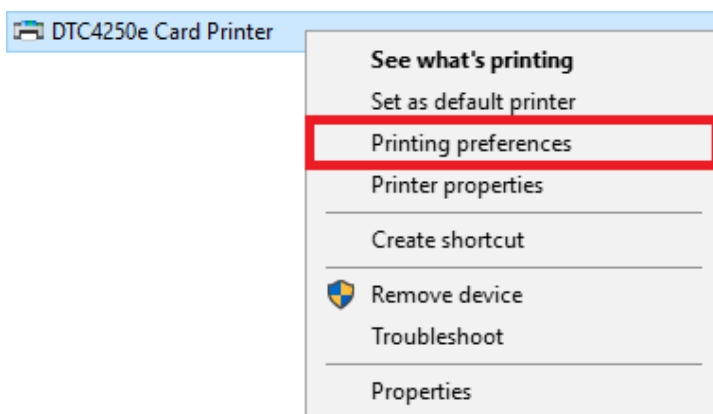 DTC4250e Card Printer
See what's printing
Set as default printer
Printing preferences
Printer properties
Create shortcut
Remove device
Troubleshoot
Properties